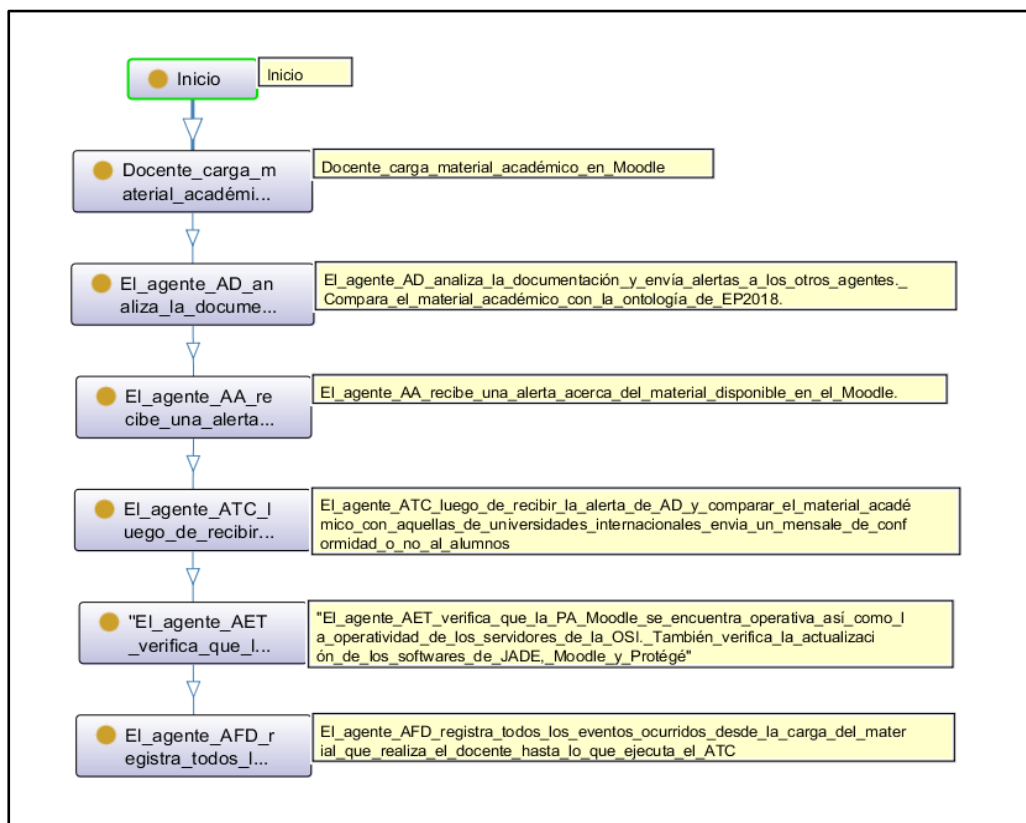 Inicio
Inicio
Docente_carga_m
aterial_académi...
Docente_carga_material_académico_en_Moodle
El_agente_AD_an
aliza_la_docume...
El_agente_AD_analiza_la_documentación_y_envía_alertas_a_los_otros_agentes._
Compara_el_material_académico_con_la_ontología_de_EP2018.
El_agente_AA_re
cibe_una_alerta...
El_agente_AA_recibe_una_alerta_acerca_del_material_disponible_en_el_Moodle.
El_agente_ATC_l
uego_de_recibir...
El_agente_ATC_luego_de_recibir_la_alerta_de_AD_y_comparar_el_material_acadé
mico_con_aquellas_de_universidades_internacionales_envia_un_mensale_de_conf
ormidad_o_no_al_alumnos
"El_agente_AET
_verifica_que_l...
"El_agente_AET_verifica_que_la_PA_Moodle_se_encuentra_operativa_así_como_l
a_operatividad_de_los_servidores_de_la_OSI._También_verifica_la_actualizaci
ón_de_los_softwares_de_JADE,_Moodle_y_Protégé"
El_agente_AFD_r
egistra_todos_l...
El_agente_AFD_registra_todos_los_eventos_ocurridos_desde_la_carga_del_mater
ial_que_realiza_el_docente_hasta_lo_que_ejecuta_el_ATC